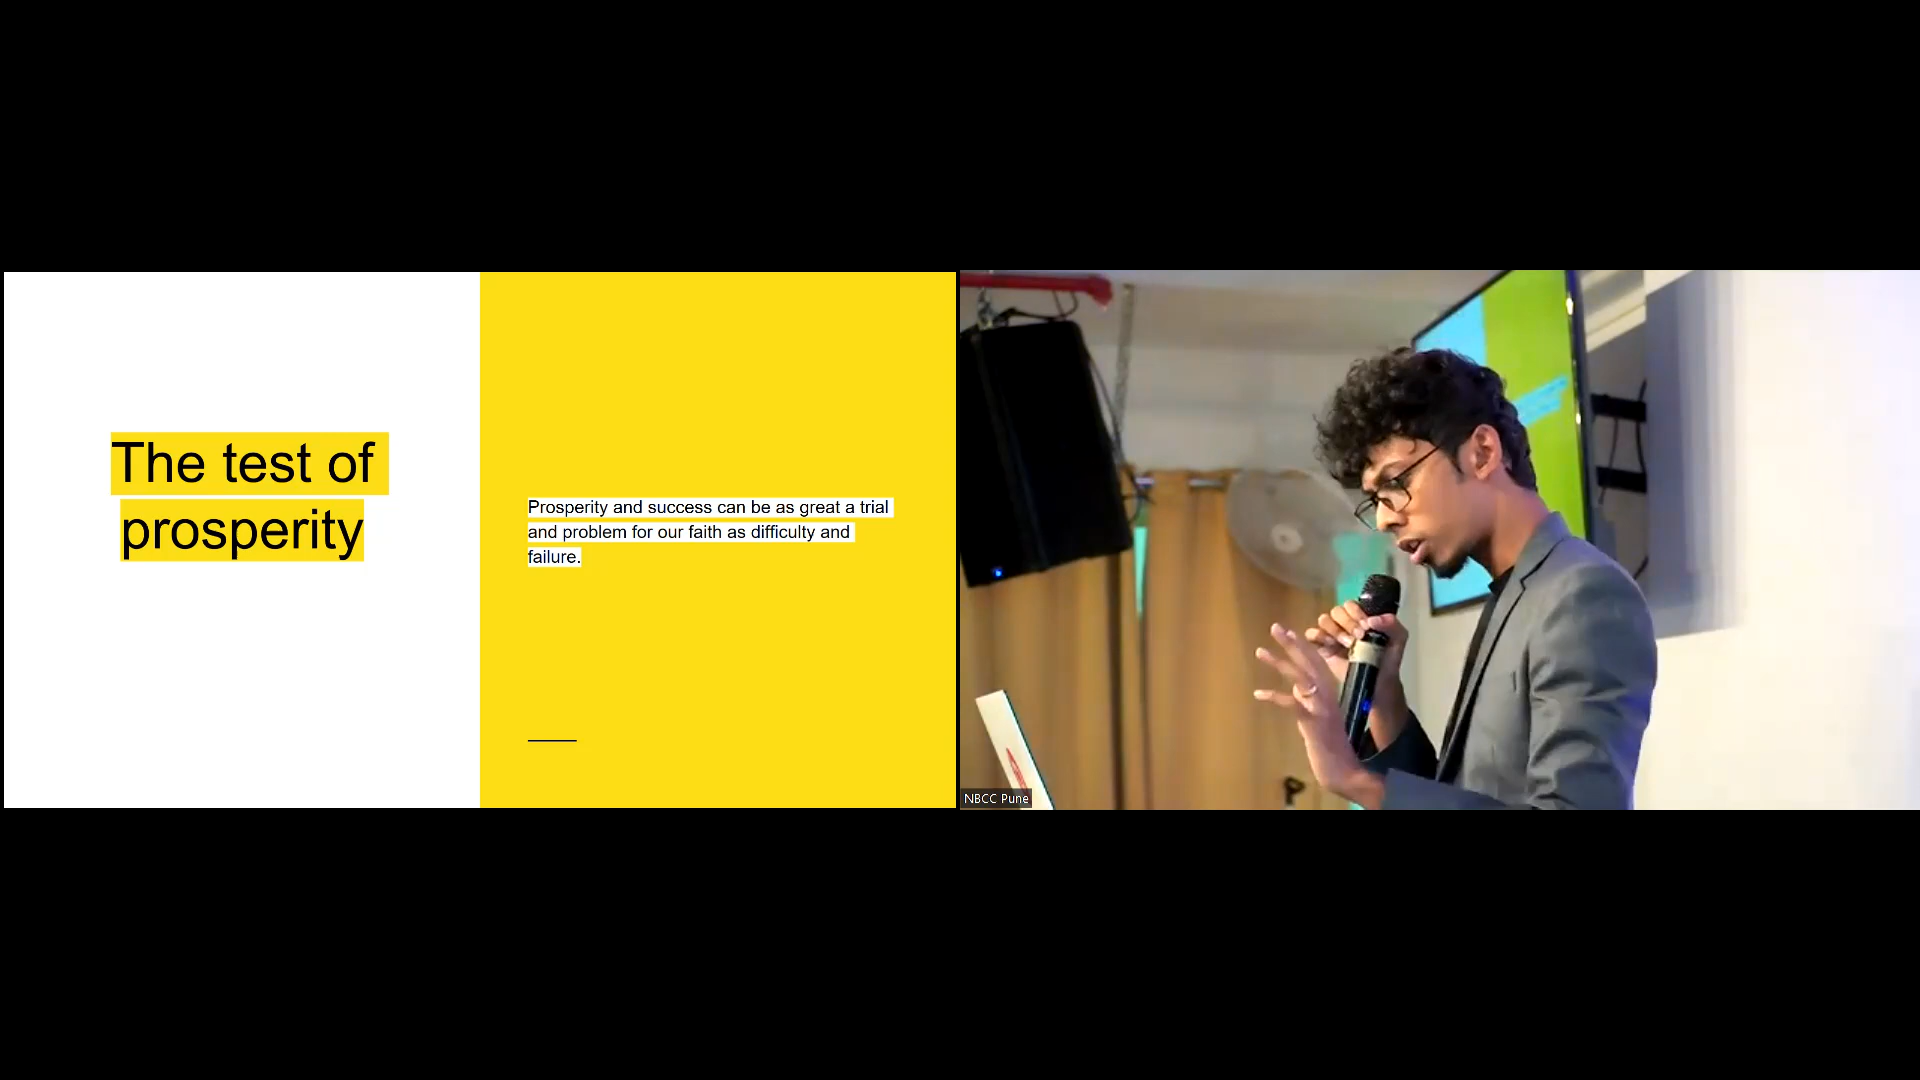 The test of
prosperity
Prosperity and success can be as great a trial
and problem for our faith as difficulty and
failure.
NBCC Pune